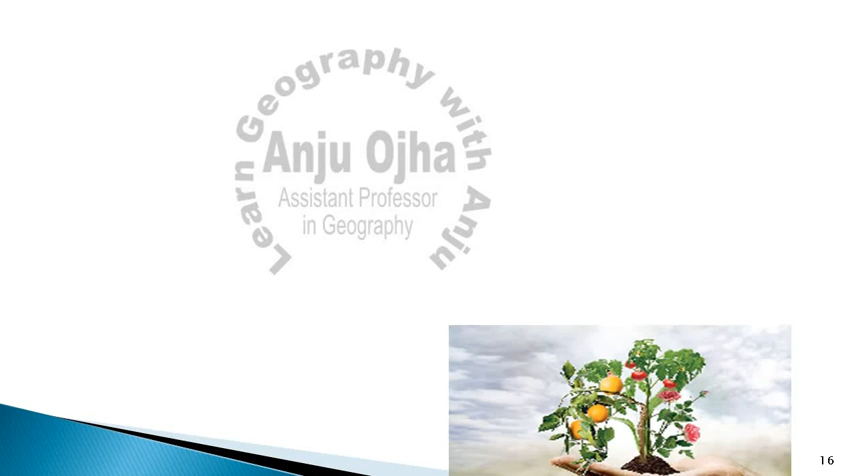 Learn Geography with Anju
Anju Ojha
Assistant Professor
in Geography
16